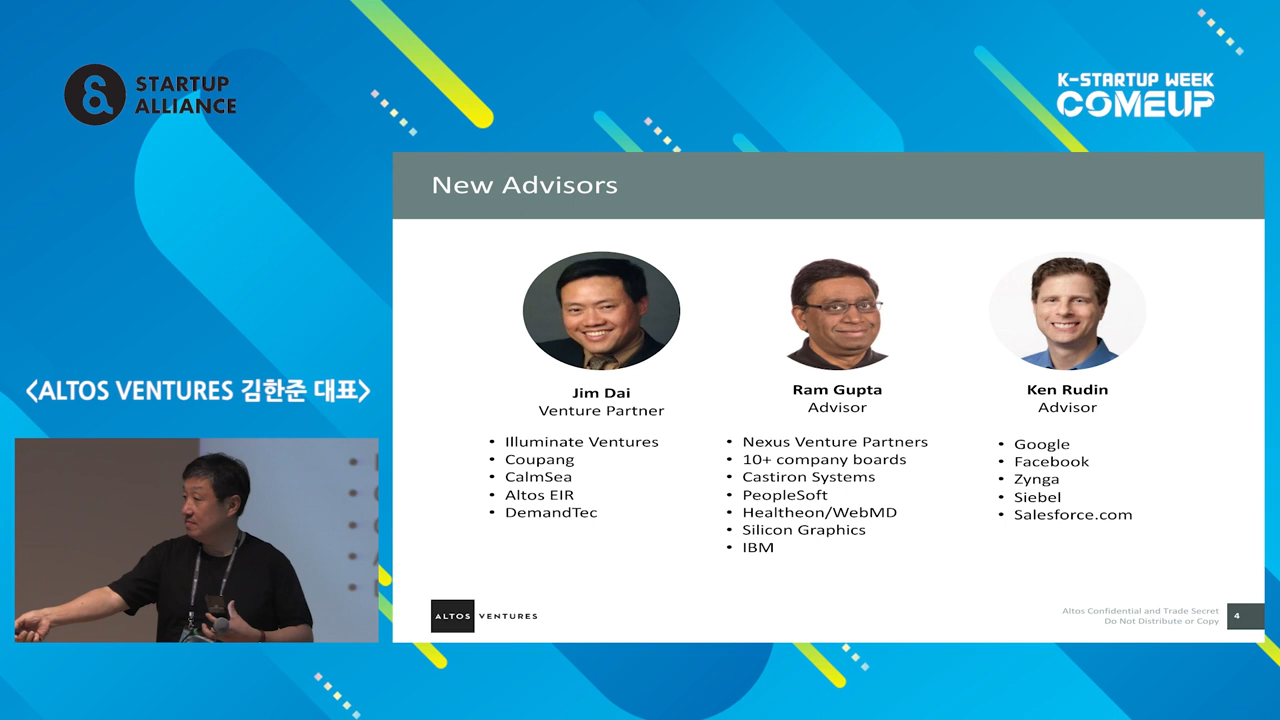 STARTUP
ALLIANCE
K-STARTUP WEEK
COMEUP
New Advisors
Jim Dai
Venture Partner
• Illuminate Ventures
• Coupang
• CalmSea
• Altos EIR
• DemandTec
Ram Gupta
Advisor
• Nexus Venture Partners
• 10+ company boards
• Castiron Systems
• PeopleSoft
• Healtheon/WebMD
• Silicon Graphics
• IBM
Ken Rudin
Advisor
• Google
• Facebook
• Zynga
• Siebel
• Salesforce.com
<ALTOS VENTURES 김한준 대표>
ALTOS VENTURES
Altos Confidential and Trade Secret
Do Not Distribute or Copy
4